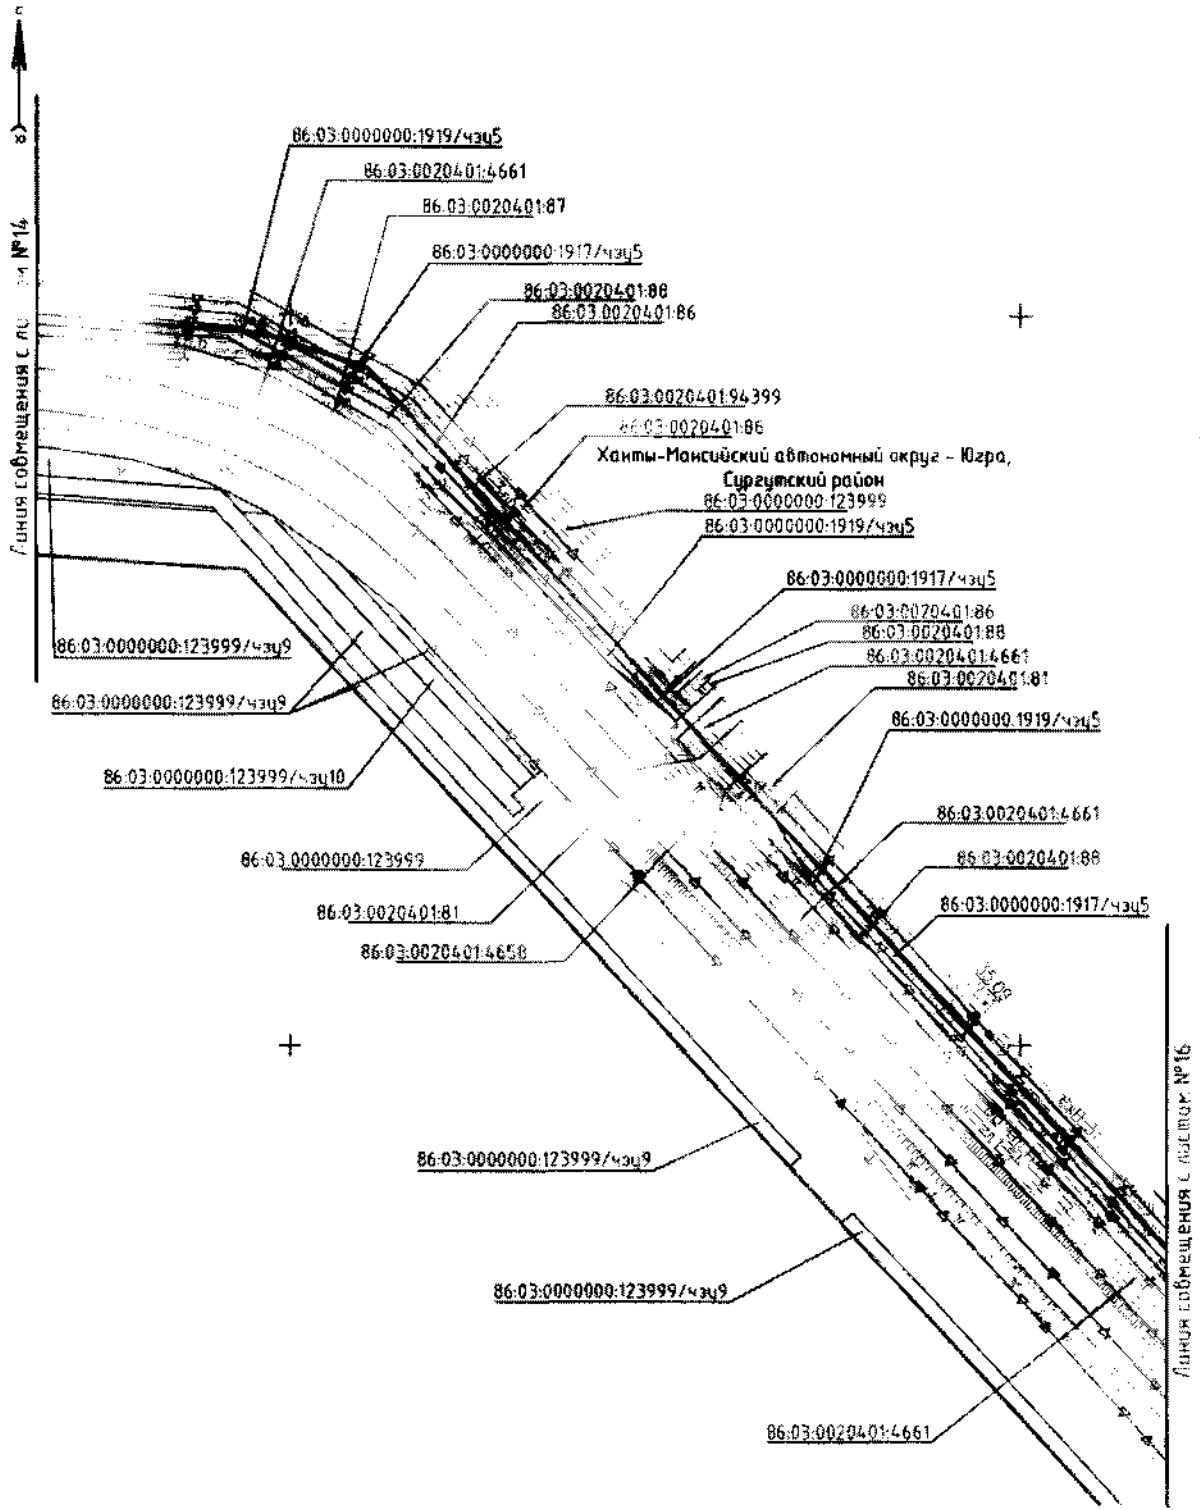 с
ю
Линия совмещения с ли м №14
86:03:0000000:1919/чзу5
86:03:0020401:4661
86:03:0020401:87
86:03:0000000:1917/чзу5
86:03:0020401:88
86:03:0020401:86
86:03:0020401:94399
86:03:0020401:86
Ханты-Мансийский автономный округ – Югра,
Сургутский район
86:03:0000000:123999
86:03:0000000:1919/чзу5
86:03:0000000:1917/чзу5
86:03:0020401:86
86:03:0020401:88
86:03:0020401:4661
86:03:0020401:81
86:03:0000000:1919/чзу5
86:03:0000000:123999/чзу9
86:03:0000000:123999/чзу9
86:03:0000000:123999/чзу10
86:03:0020401:4661
86:03:0000000:123999
86:03:0020401:88
86:03:0020401:81
86:03:0000000:1917/чзу5
86:03:0020401:4658
86:03:0000000:123999/чзу9
86:03:0000000:123999/чзу9
86:03:0020401:4661
Линия совмещения с листом №16